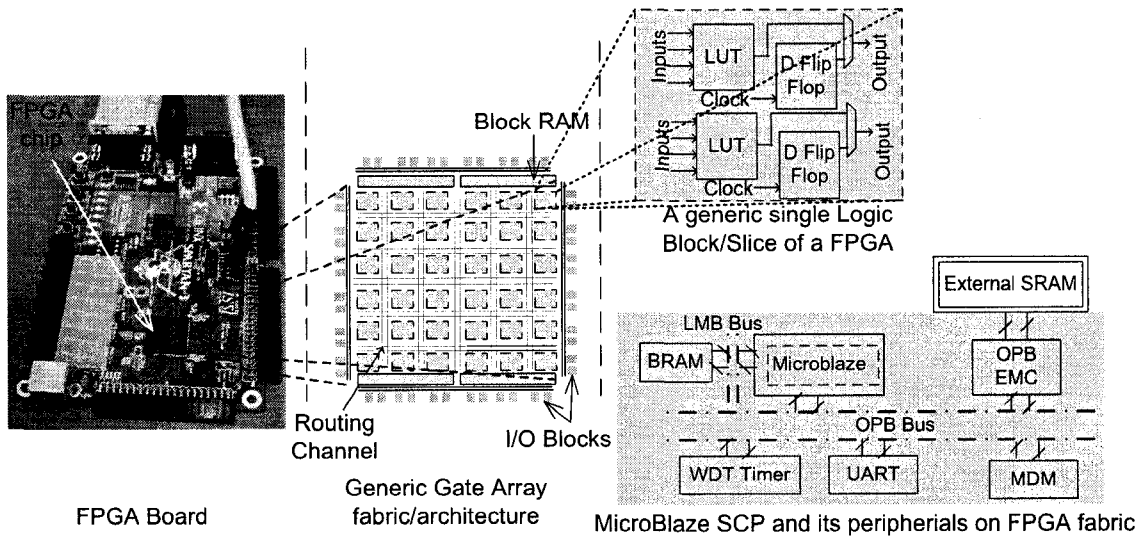 FPGA
chip
FPGA Board
Block RAM
Routing
Channel
I/O Blocks
Generic Gate Array
fabric/architecture
Inputs
LUT
D Flip
Flop
Clock
Output
Inputs
LUT
D Flip
Flop
Clock
Output
A generic single Logic
Block/Slice of a FPGA
External SRAM
LMB Bus
BRAM
Microblaze
OPB
EMC
OPB Bus
WDT Timer
UART
MDM
MicroBlaze SCP and its peripherials on FPGA fabric